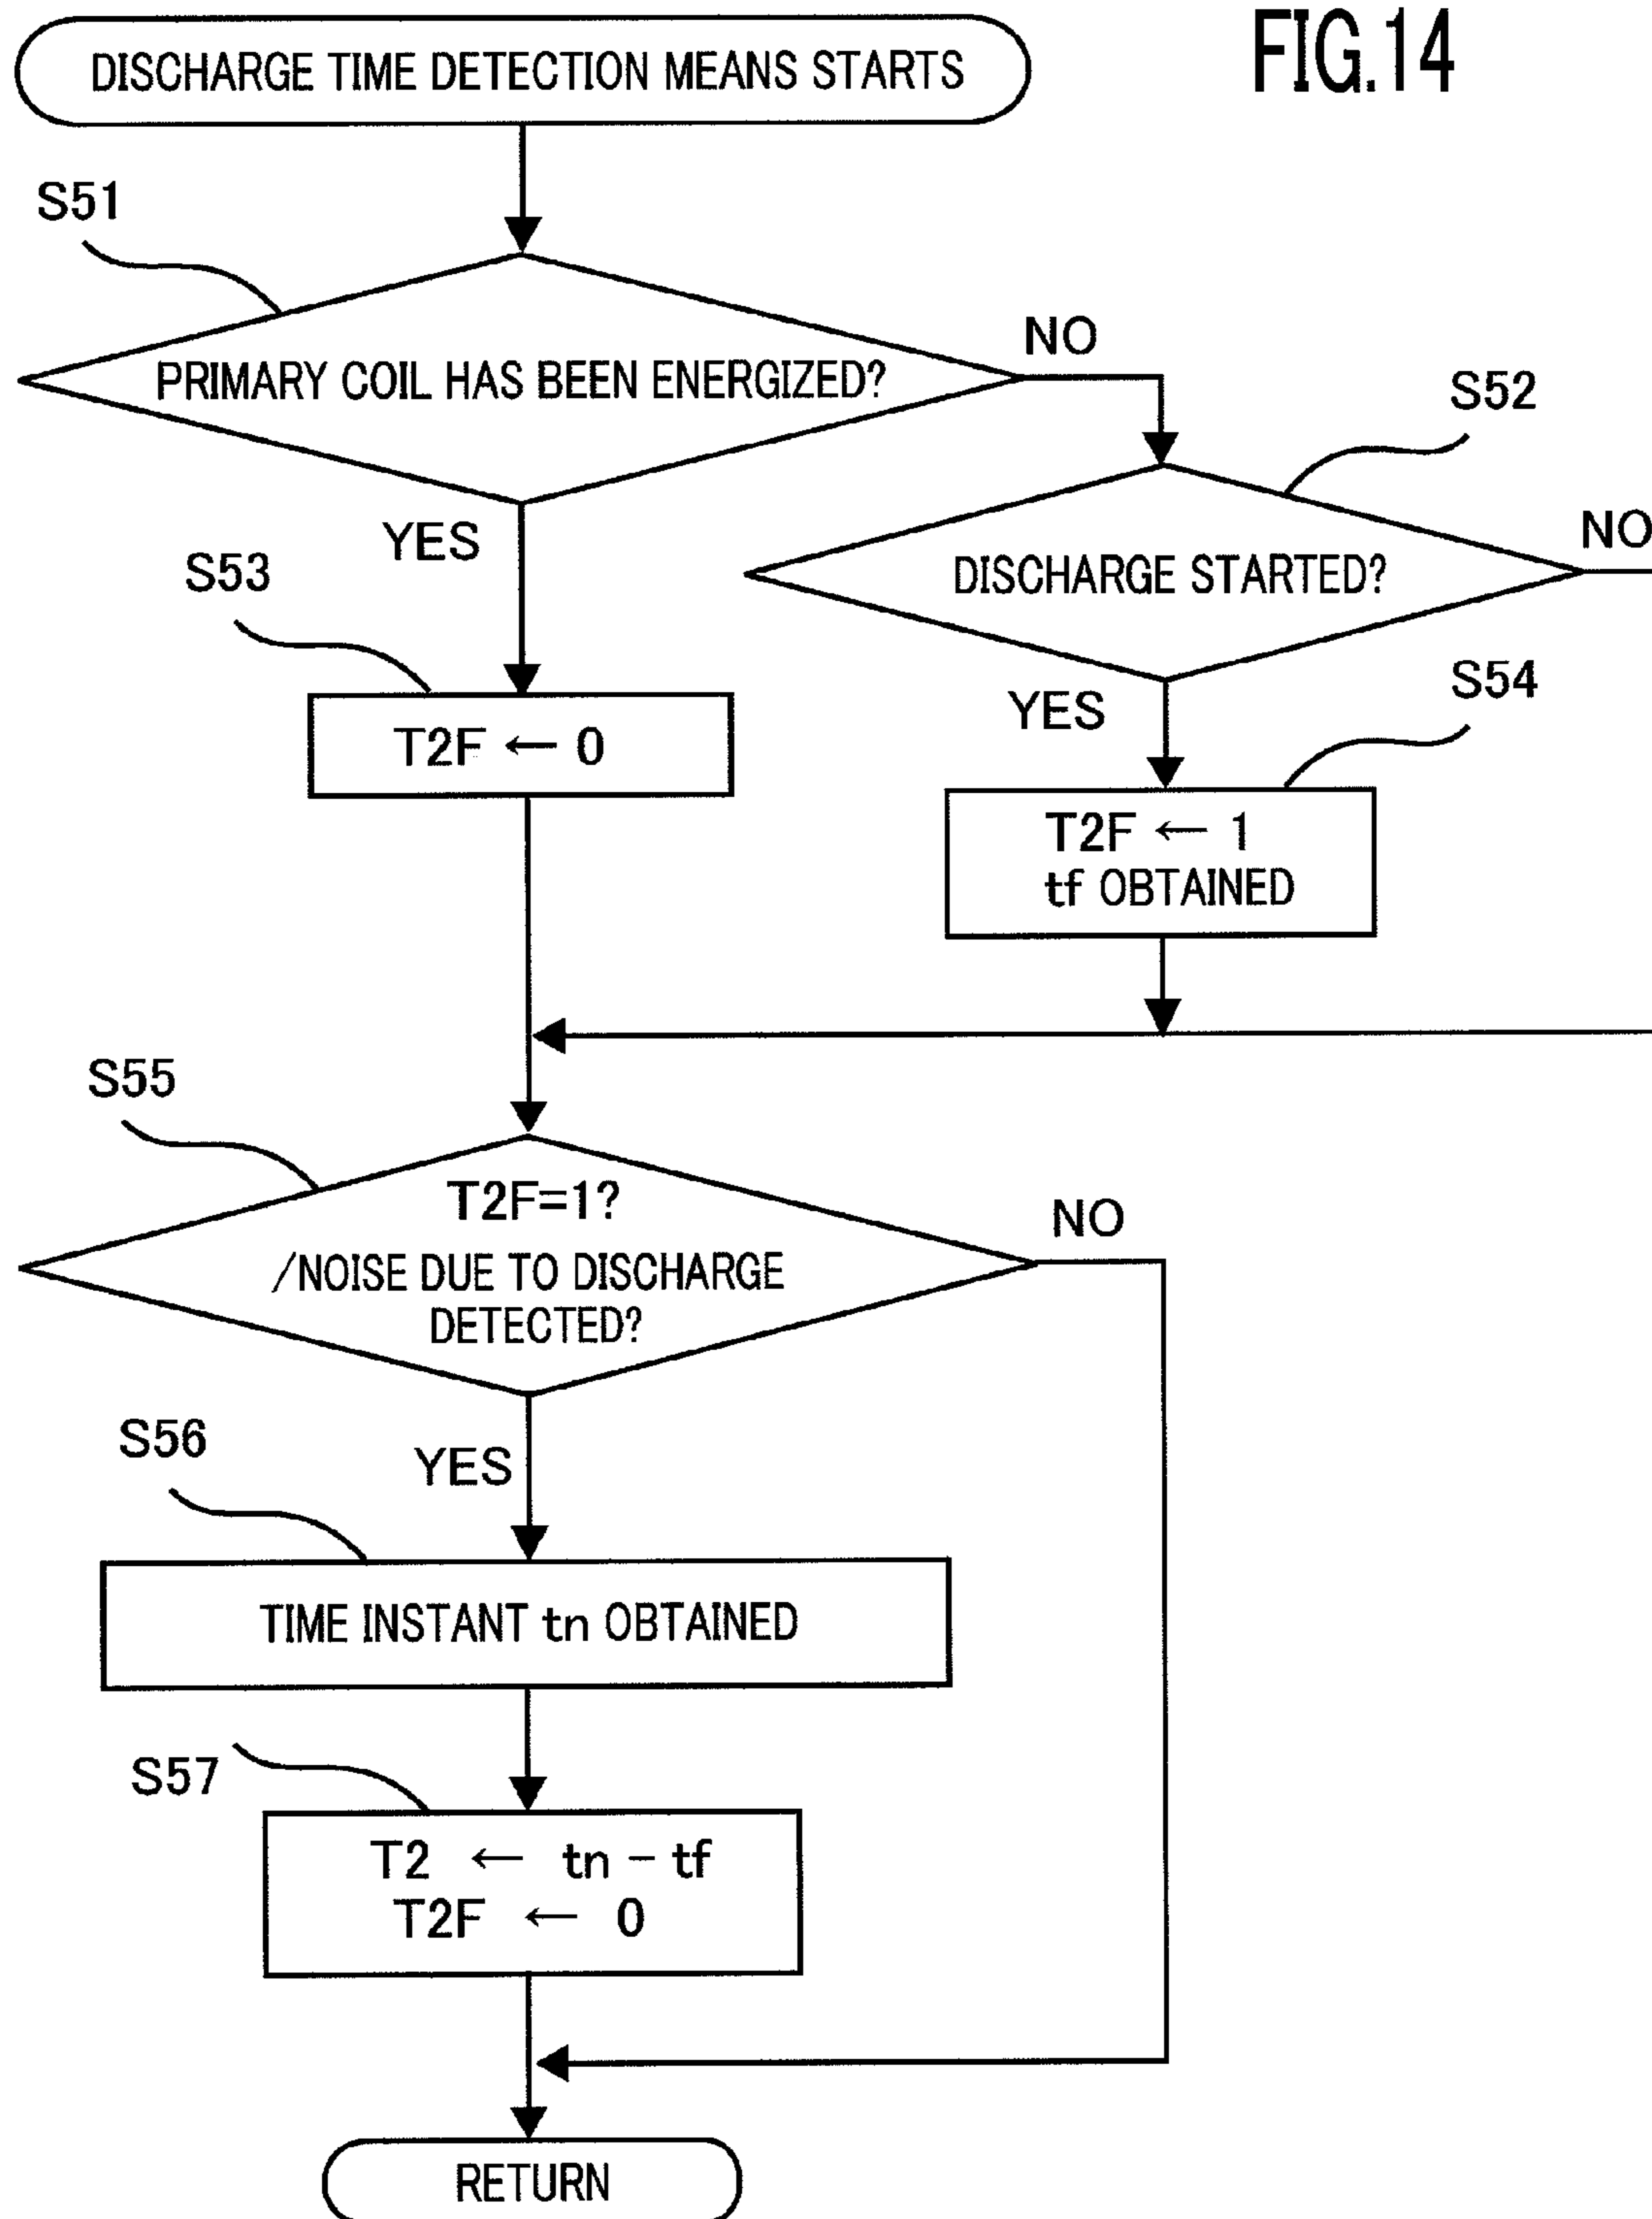 FIG.14
DISCHARGE TIME DETECTION MEANS STARTS
S51
PRIMARY COIL HAS BEEN ENERGIZED?
NO
S52
DISCHARGE STARTED?
NO
YES
S53
T2F ← 0
YES
S54
T2F ← 1
tf OBTAINED
S55
T2F=1?
/NOISE DUE TO DISCHARGE
DETECTED?
NO
YES
S56
TIME INSTANT tn OBTAINED
S57
T2 ← tn – tf
T2F ← 0
RETURN